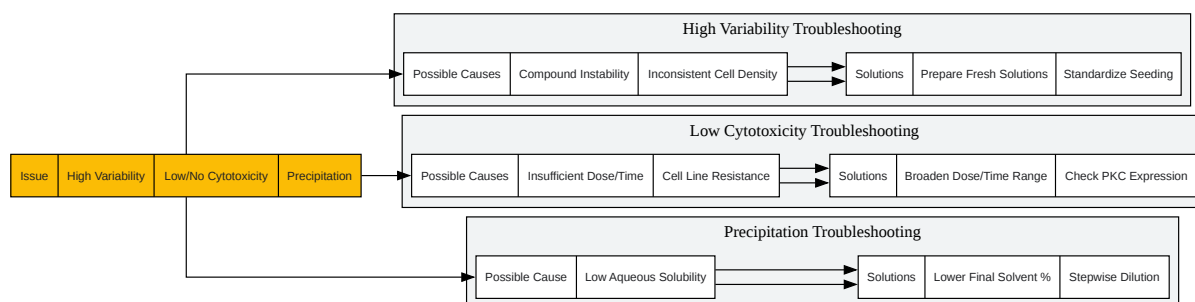 High Variability Troubleshooting
Possible Causes Compound Instability Inconsistent Cell Density Solutions Prepare Fresh Solutions Standardize Seeding
Low Cytotoxicity Troubleshooting
Issue High Variability Low/No Cytotoxicity Precipitation Possible Causes Insufficient Dose/Time Cell Line Resistance Solutions Broaden Dose/Time Range Check PKC Expression
Precipitation Troubleshooting
Possible Cause Low Aqueous Solubility Solutions Lower Final Solvent % Stepwise Dilution